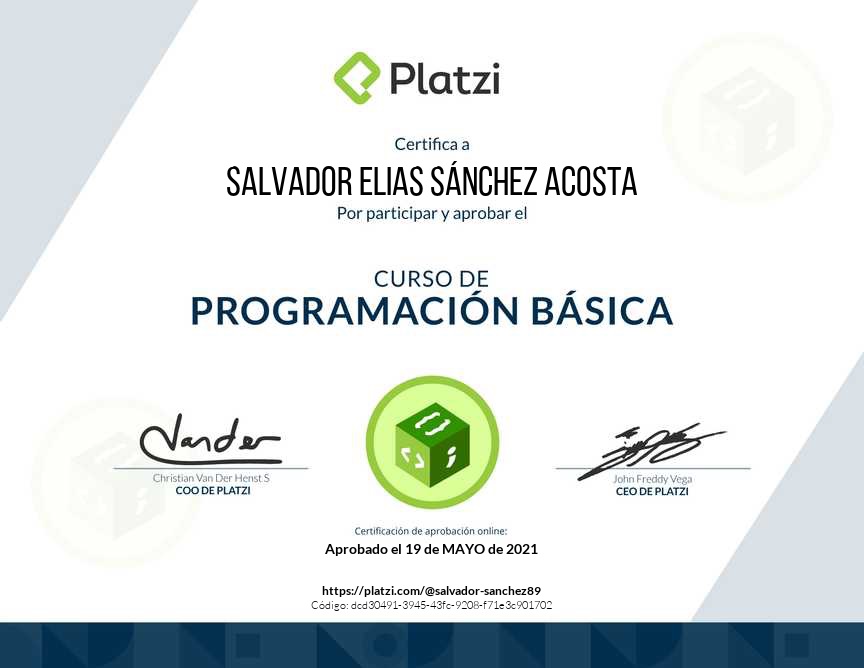 Platzi
Certifica a
SALVADOR ELIAS SÁNCHEZ ACOSTA
Por participar y aprobar el
CURSO DE
PROGRAMACIÓN BÁSICA
Vander
Christian Van Der Henst S
COO DE PLATZI
John Freddy Vega
CEO DE PLATZI
Certificación de aprobación online:
Aprobado el 19 de MAYO de 2021
https://platzi.com/@salvador-sanchez89
Código: dcd30491-3945-43fc-9208-f71e3c901702